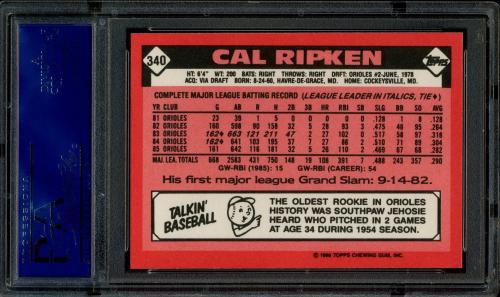 340
CAL RIPKEN
Topps
HT: 6'4" WT: 200 BATS: RIGHT THROWS: RIGHT DRFT: ORIOLES #2-JUNE, 1978
ACQ: VIA DRAFT BORN: 8-24-60, HAVRE-DE-GRACE, MD. HOME: COCKEYSVILLE, MD.
COMPLETE MAJOR LEAGUE BATTING RECORD (LEAGUE LEADER IN ITALICS, TIE♦)
YR CLUB G AB R H 2B 3B HR RBI SB SLG BB SO AVG
81 ORIOLES 23 39 1 5 0 0 0 0 0 .128 1 8 .128
82 ORIOLES 160 598 90 158 32 5 28 93 3 .475 46 95 .264
83 ORIOLES 162♦ 663 121 211 47 2 27 102 0 .517 58 97 .318
84 ORIOLES 162♦ 641 103 195 37 7 27 86 2 .510 71 89 .304
85 ORIOLES 161 642 116 181 32 5 26 110 2 .469 67 68 .282
MAJ. LEA. TOTALS 668 2583 431 750 148 19 108 391 7 .488 243 357 .290
GW-RBI (1985): 15 GW-RBI (CAREER): 54
His first major league Grand Slam: 9-14-82.
TALKIN' BASEBALL
THE OLDEST ROOKIE IN ORIOLES
HISTORY WAS SOUTHPAW JEHOSIE
HEARD WHO PITCHED IN 2 GAMES
AT AGE 34 DURING 1954 SEASON.
© 1986 TOPPS CHEWING GUM, INC.